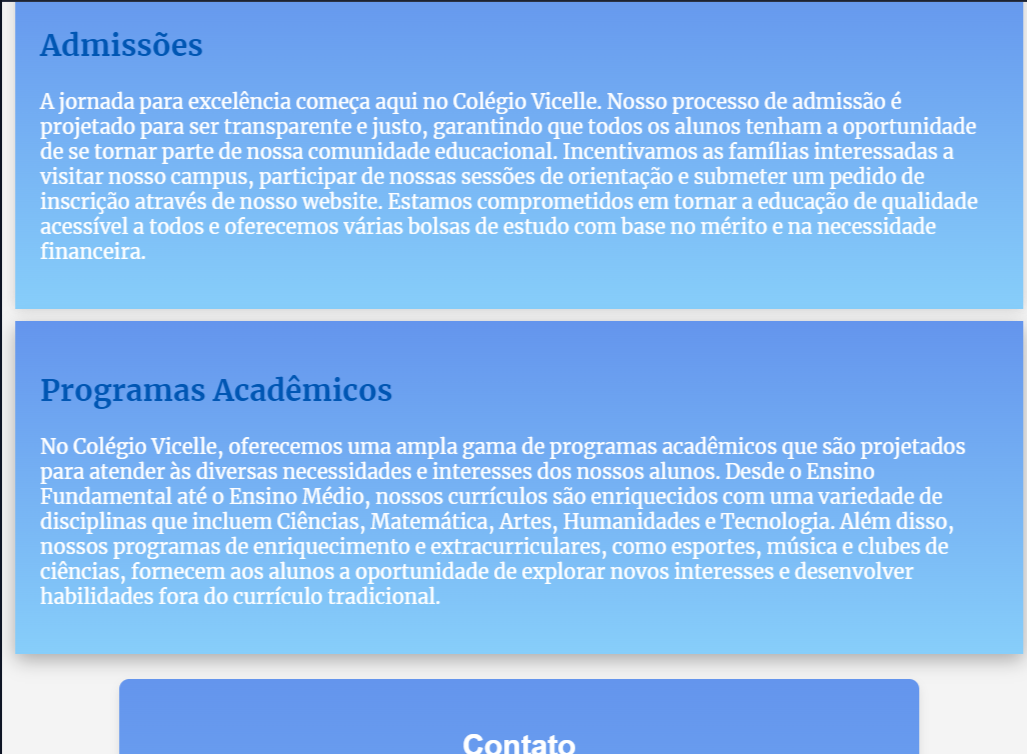 Admissões
A jornada para excelência começa aqui no Colégio Vicelle. Nosso processo de admissão é
projetado para ser transparente e justo, garantindo que todos os alunos tenham a oportunidade
de se tornar parte de nossa comunidade educacional. Incentivamos as famílias interessadas a
visitar nosso campus, participar de nossas sessões de orientação e submeter um pedido de
inscrição através de nosso website. Estamos comprometidos em tornar a educação de qualidade
acessível a todos e oferecemos várias bolsas de estudo com base no mérito e na necessidade
financeira.
Programas Acadêmicos
No Colégio Vicelle, oferecemos uma ampla gama de programas acadêmicos que são projetados
para atender às diversas necessidades e interesses dos nossos alunos. Desde o Ensino
Fundamental até o Ensino Médio, nossos currículos são enriquecidos com uma variedade de
disciplinas que incluem Ciências, Matemática, Artes, Humanidades e Tecnologia. Além disso,
nossos programas de enriquecimento e extracurriculares, como esportes, música e clubes de
ciências, fornecem aos alunos a oportunidade de explorar novos interesses e desenvolver
habilidades fora do currículo tradicional.
Contato